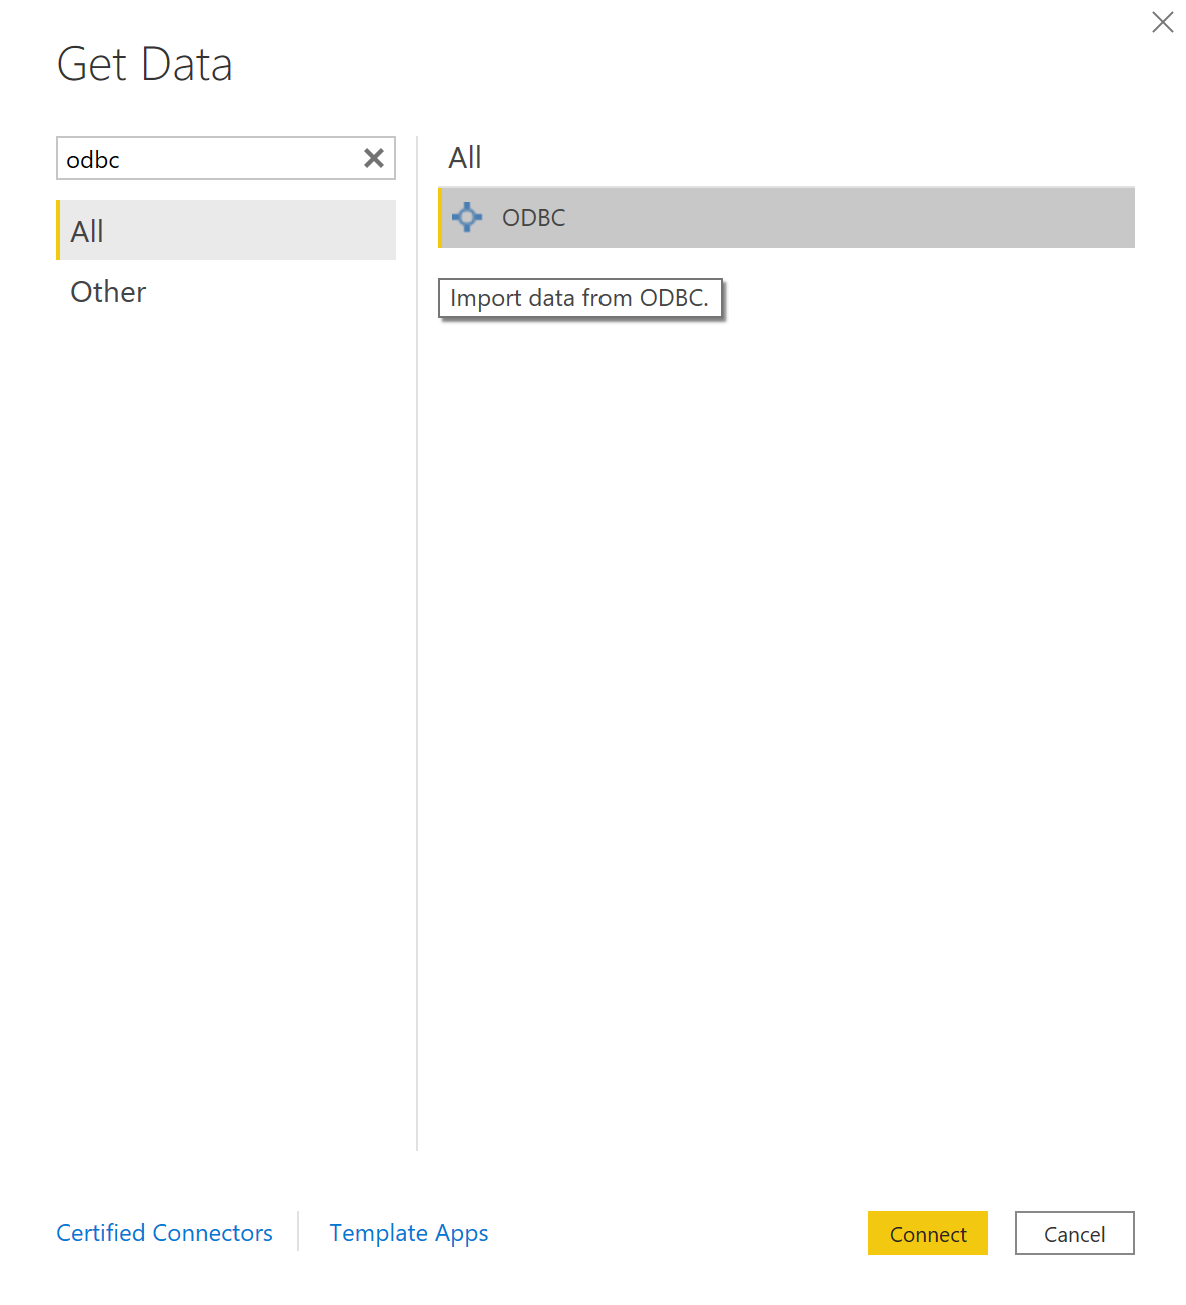 Get Data
odbc
All
Other
All
ODBC
Import data from ODBC.
Certified Connectors
Template Apps
Connect
Cancel